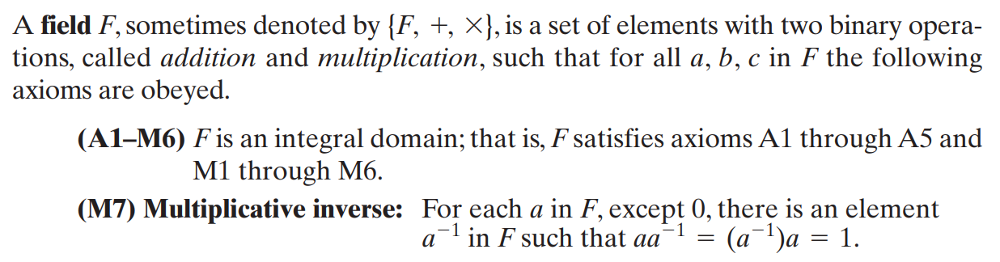 A field F, sometimes denoted by {F, +, ×}, is a set of elements with two binary opera-
tions, called addition and multiplication, such that for all a, b, c in F the following
axioms are obeyed.
(A1–M6) F is an integral domain; that is, F satisfies axioms A1 through A5 and
M1 through M6.
(M7) Multiplicative inverse: For each a in F, except 0, there is an element
a⁻¹ in F such that aa⁻¹ = (a⁻¹)a = 1.